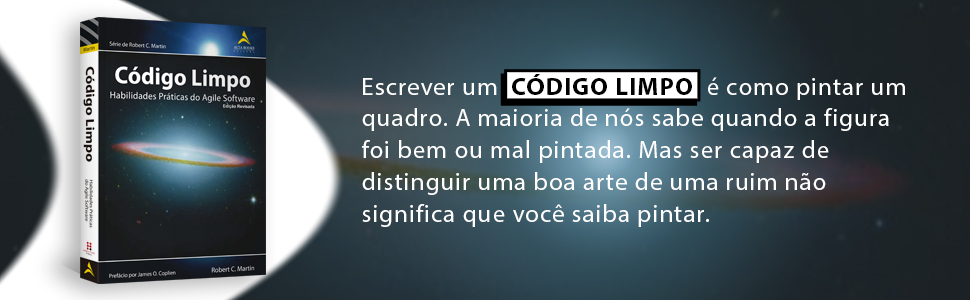 Série de Robert C. Martin
ALTA BOOKS
Código Limpo
Habilidades Práticas do Agile Software
Edição Revisada
Prefácio por James O. Coplien
Robert C. Martin
Martin
Código Limpo
Habilidades Práticas
do Agile Software
Escrever um CÓDIGO LIMPO é como pintar um
quadro. A maioria de nós sabe quando a figura
foi bem ou mal pintada. Mas ser capaz de
distinguir uma boa arte de uma ruim não
significa que você saiba pintar.